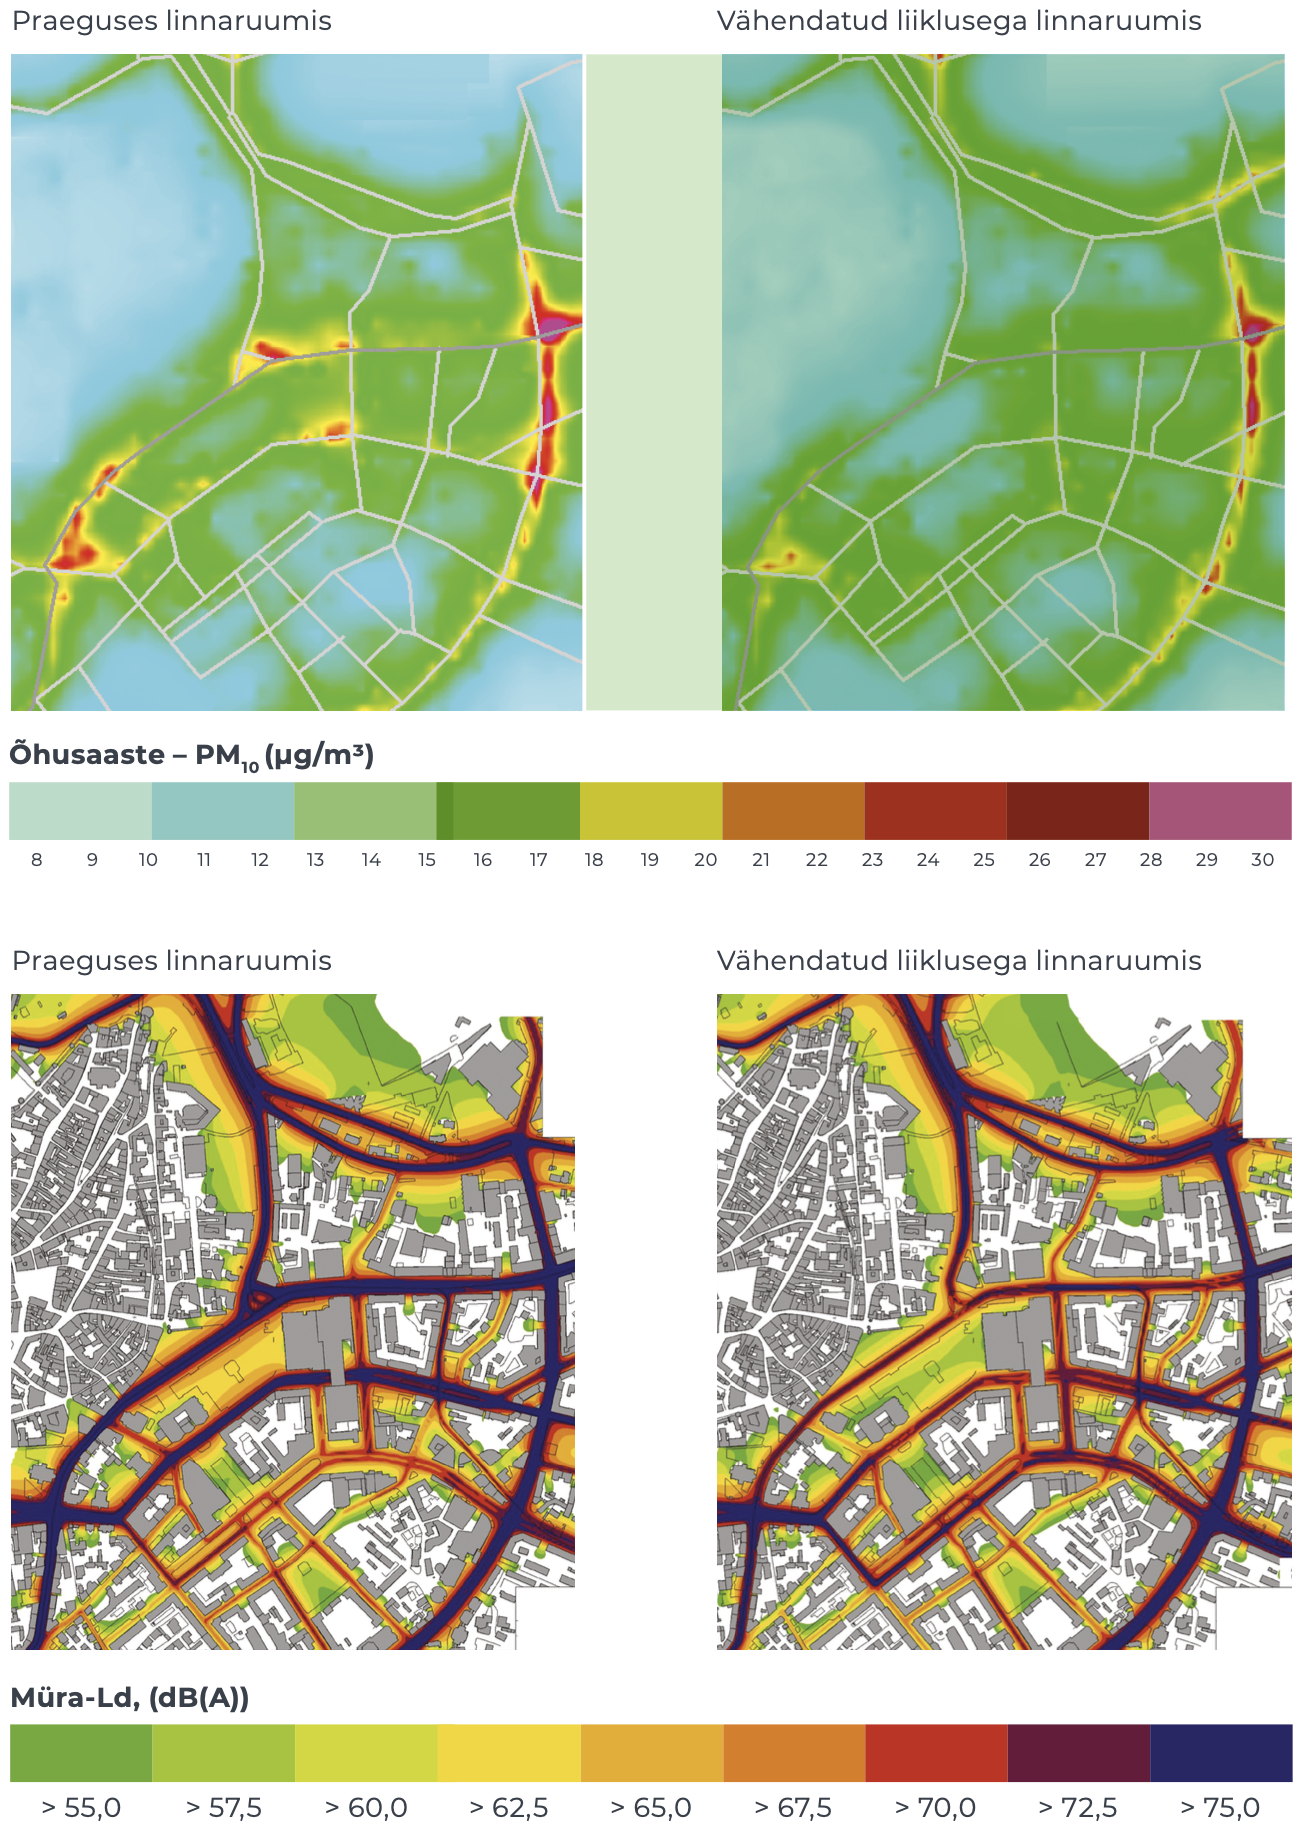 Praeguses linnaruumis
Vähendatud liiklusega linnaruumis
Õhusaaste – PM₁₀ (µg/m³)
8 9 10 11 12 13 14 15 16 17 18 19 20 21 22 23 24 25 26 27 28 29 30
Praeguses linnaruumis
Vähendatud liiklusega linnaruumis
Müra-Ld, (dB(A))
> 55,0 > 57,5 > 60,0 > 62,5 > 65,0 > 67,5 > 70,0 > 72,5 > 75,0